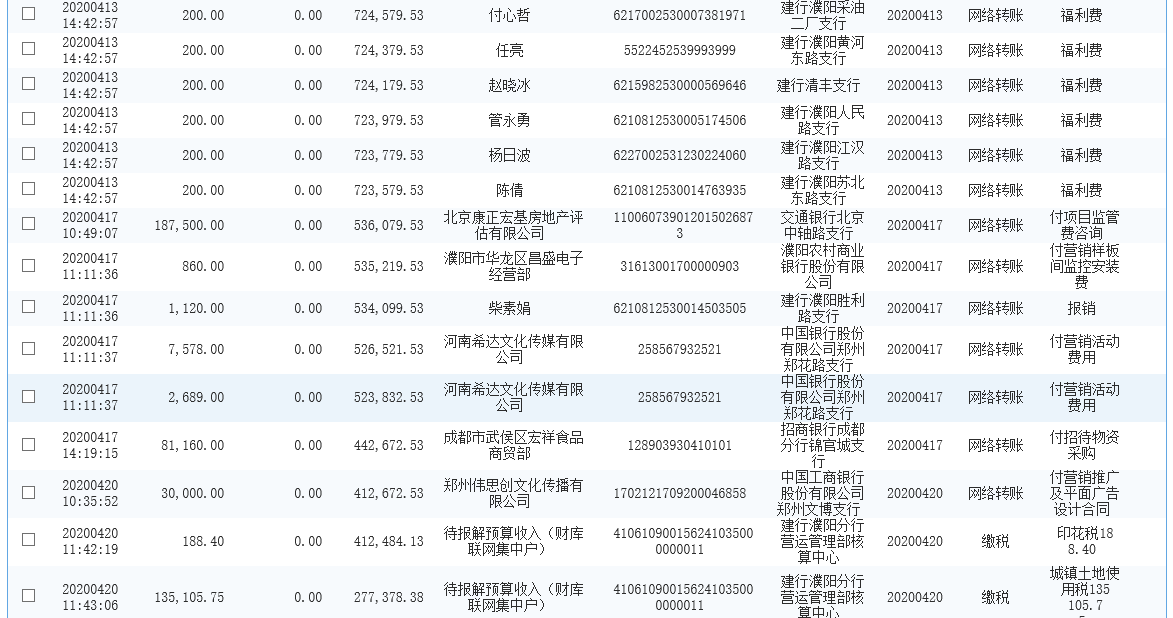 20200413
14:42:57
200.00
0.00
724,579.53
付心哲
6217002530007381971
建行濮阳采油
二厂支行
20200413
网络转账
福利费
20200413
14:42:57
200.00
0.00
724,379.53
任亮
5522452539993999
建行濮阳黄河
东路支行
20200413
网络转账
福利费
20200413
14:42:57
200.00
0.00
724,179.53
赵晓冰
6215982530000569646
建行清丰支行
20200413
网络转账
福利费
20200413
14:42:57
200.00
0.00
723,979.53
管永勇
6210812530005174506
建行濮阳人民
路支行
20200413
网络转账
福利费
20200413
14:42:57
200.00
0.00
723,779.53
杨日波
6227002531230224060
建行濮阳江汉
路支行
20200413
网络转账
福利费
20200413
14:42:57
200.00
0.00
723,579.53
陈倩
6210812530014763935
建行濮阳苏北
东路支行
20200413
网络转账
福利费
20200417
10:49:07
187,500.00
0.00
536,079.53
北京康正宏基房地产评
估有限公司
11006073901201502687
3
交通银行北京
中轴路支行
20200417
网络转账
付项目监管
费咨询
20200417
11:11:36
860.00
0.00
535,219.53
濮阳市华龙区昌盛电子
经营部
31613001700000903
濮阳农村商业
银行股份有限
公司
20200417
网络转账
付营销样板
间监控安装
费
20200417
11:11:36
1,120.00
0.00
534,099.53
柴素娟
6210812530014503505
建行濮阳胜利
路支行
20200417
网络转账
报销
20200417
11:11:37
7,578.00
0.00
526,521.53
河南希达文化传媒有限
公司
258567932521
中国银行股份
有限公司郑州
郑花路支行
20200417
网络转账
付营销活动
费用
20200417
11:11:37
2,689.00
0.00
523,832.53
河南希达文化传媒有限
公司
258567932521
中国银行股份
有限公司郑州
郑花路支行
20200417
网络转账
付营销活动
费用
20200417
14:19:15
81,160.00
0.00
442,672.53
成都市武侯区宏祥食品
商贸部
128903930410101
招商银行成都
分行锦官城支
行
20200417
网络转账
付招待物资
采购
20200420
10:35:52
30,000.00
0.00
412,672.53
郑州伟思创文化传播有
限公司
1702121709200046858
中国工商银行
股份有限公司
郑州文博支行
20200420
网络转账
付营销推广
及平面广告
设计合同
20200420
11:42:19
188.40
0.00
412,484.13
待报解预算收入（财库
联网集中户）
41061090015624103500
0000011
建行濮阳分行
营运管理部核
算中心
20200420
缴税
印花税18
8.40
20200420
11:43:06
135,105.75
0.00
277,378.38
待报解预算收入（财库
联网集中户）
41061090015624103500
0000011
建行濮阳分行
营运管理部核
算中心
20200420
缴税
城镇土地使
用税135
105.7